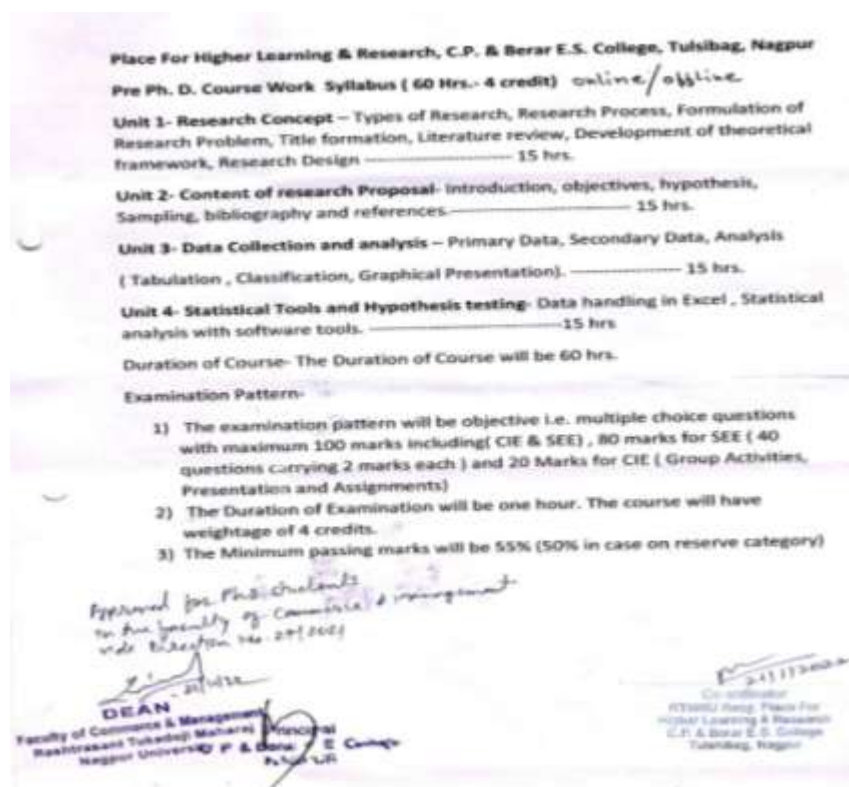 Place For Higher Learning & Research, C.P. & Berar E.S. College, Tulsibag, Nagpur
Pre Ph. D. Course Work Syllabus ( 60 Hrs.- 4 credit) online/offline
Unit 1- Research Concept – Types of Research, Research Process, Formulation of
Research Problem, Title formation, Literature review, Development of theoretical
framework, Research Design ------------------------------ 15 hrs.
Unit 2- Content of research Proposal- Introduction, objectives, hypothesis,
Sampling, bibliography and references.------------------------------ 15 hrs.
Unit 3- Data Collection and analysis – Primary Data, Secondary Data, Analysis
( Tabulation , Classification, Graphical Presentation). ------------------ 15 hrs.
Unit 4- Statistical Tools and Hypothesis testing- Data handling in Excel , Statistical
analysis with software tools. --------------------------------15 hrs
Duration of Course- The Duration of Course will be 60 hrs.
Examination Pattern-
1) The examination pattern will be objective i.e. multiple choice questions
with maximum 100 marks including( CIE & SEE) , 80 marks for SEE ( 40
questions carrying 2 marks each ) and 20 Marks for CIE ( Group Activities,
Presentation and Assignments)
2) The Duration of Examination will be one hour. The course will have
weightage of 4 credits.
3) The Minimum passing marks will be 55% (50% in case on reserve category)
Approved for PhD students
in the faculty of Commerce & Management
vide Direction No.
DEAN
Faculty of Commerce & Management
Rashtrasant Tukadoji Maharaj
Nagpur University
Principal
C P & Berar E College
Co-ordinator
RTMNU Place For
Higher Learning & Research
C.P. & Berar E.S. College
Tulsibag, Nagpur